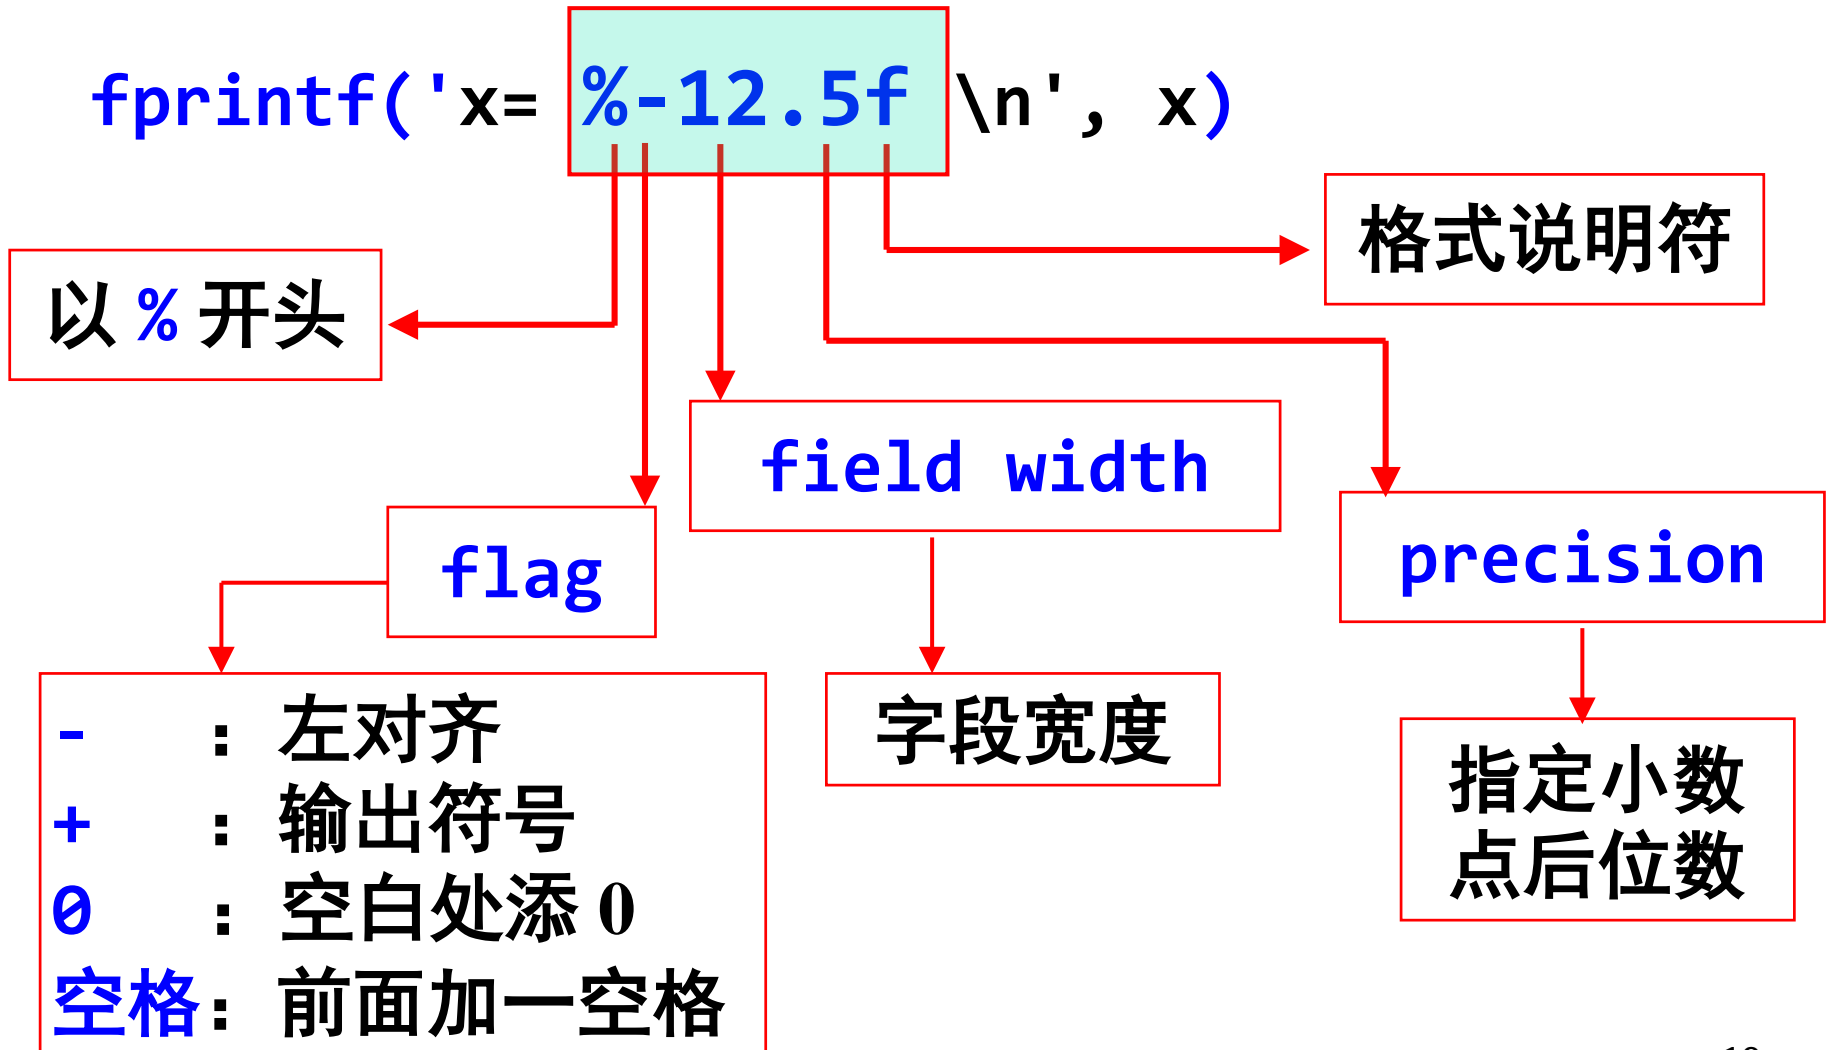 fprintf('x= %-12.5f \n', x)
格式说明符
以 % 开头
field width
flag
precision
- : 左对齐
+ : 输出符号
0 : 空白处添 0
空格: 前面加一空格
字段宽度
指定小数
点后位数